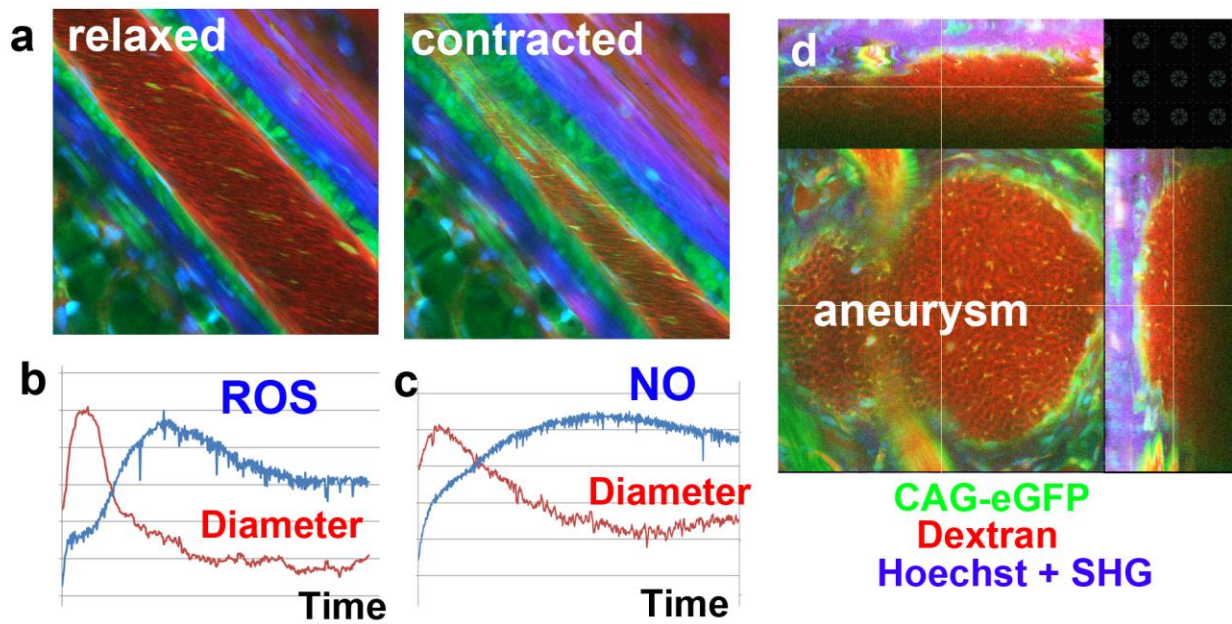 a
relaxed
contracted
d
aneurysm
b
ROS
Diameter
Time
c
NO
Diameter
Time
CAG-eGFP
Dextran
Hoechst + SHG